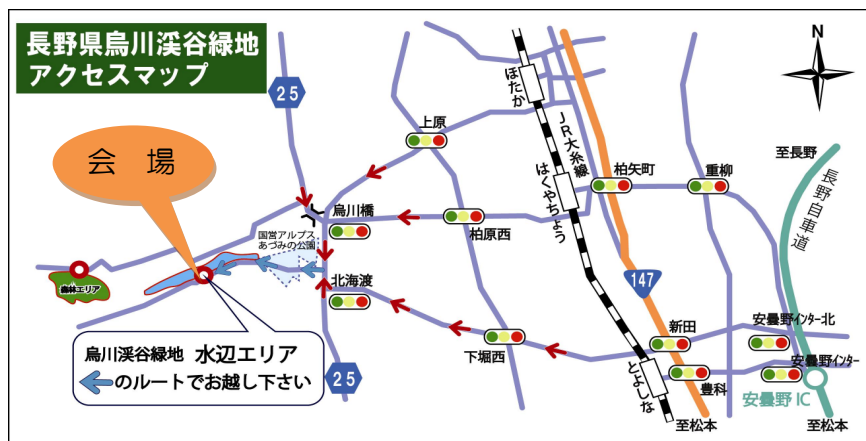 長野県烏川渓谷緑地
アクセスマップ
N
25
ほたか
上原
JR大糸線
会 場
至長野
長野自車道
柏矢町
重柳
はくやちょう
烏川橋
柏原西
国営アルプス
あづみの公園
北海渡
147
森林エリア
新田
安曇野インター北
烏川渓谷緑地 水辺エリア
のルートでお越し下さい
下堀西
安曇野インター
25
とよしな
豊科
安曇野IC
至松本
至松本